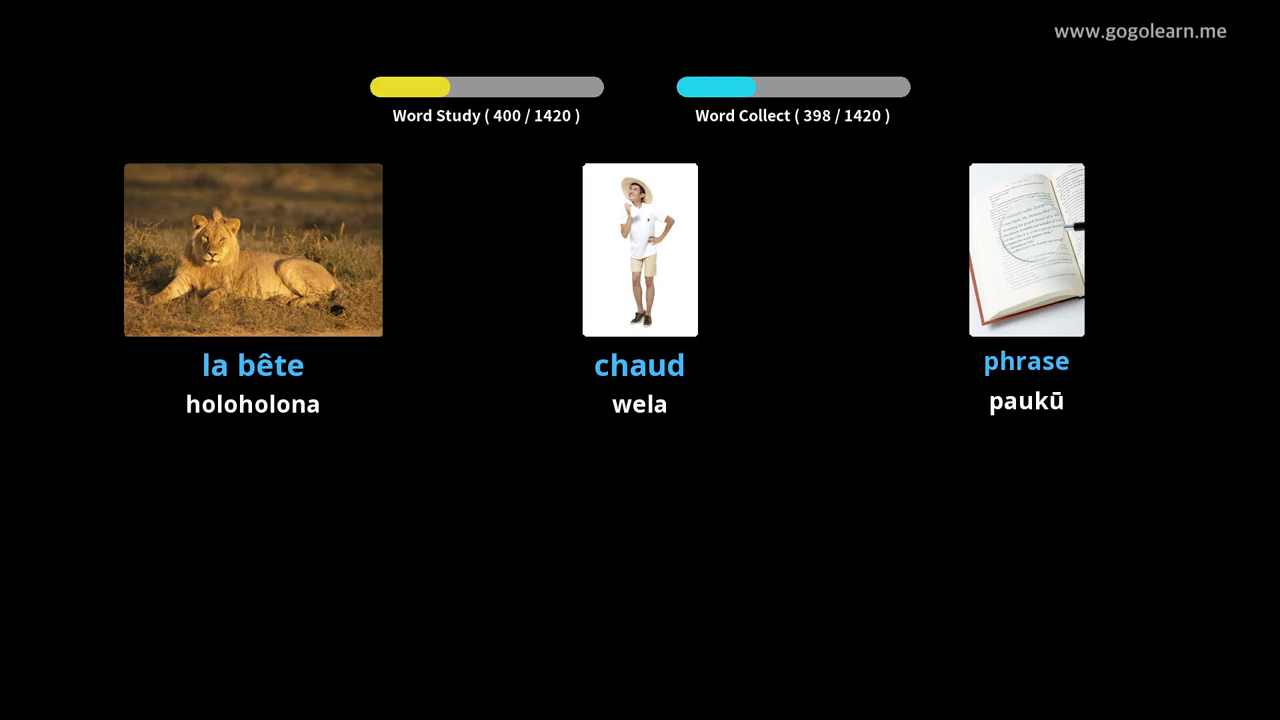 www.gogolearn.me
Word Study ( 400 / 1420 )
Word Collect ( 398 / 1420 )
la bête
chaud
phrase
holoholona
wela
paukū